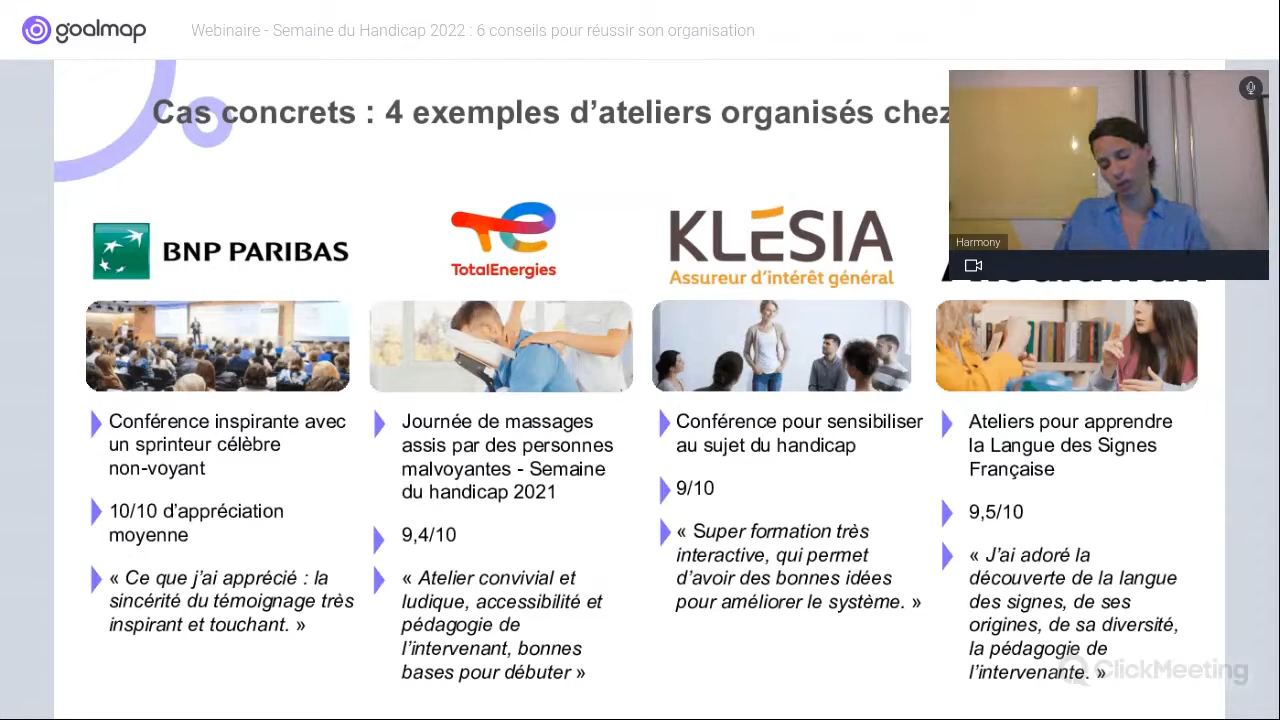 goalmap
Webinaire - Semaine du Handicap 2022 : 6 conseils pour réussir son organisation
Cas concrets : 4 exemples d'ateliers organisés chez
Harmony
BNP PARIBAS
TotalEnergies
KLESIA
Assureur d'intérêt général
Conférence inspirante avec
un sprinteur célèbre
non-voyant
10/10 d'appréciation
moyenne
« Ce que j'ai apprécié : la
sincérité du témoignage très
inspirant et touchant. »
Journée de massages
assis par des personnes
malvoyantes - Semaine
du handicap 2021
9,4/10
« Atelier convivial et
ludique, accessibilité et
pédagogie de
l'intervenant, bonnes
bases pour débuter »
Conférence pour sensibiliser
au sujet du handicap
9/10
« Super formation très
interactive, qui permet
d'avoir des bonnes idées
pour améliorer le système. »
Ateliers pour apprendre
la Langue des Signes
Française
9,5/10
« J'ai adoré la
découverte de la langue
des signes, de ses
origines, de sa diversité,
la pédagogie de
l'intervenante. »
ClickMeeting